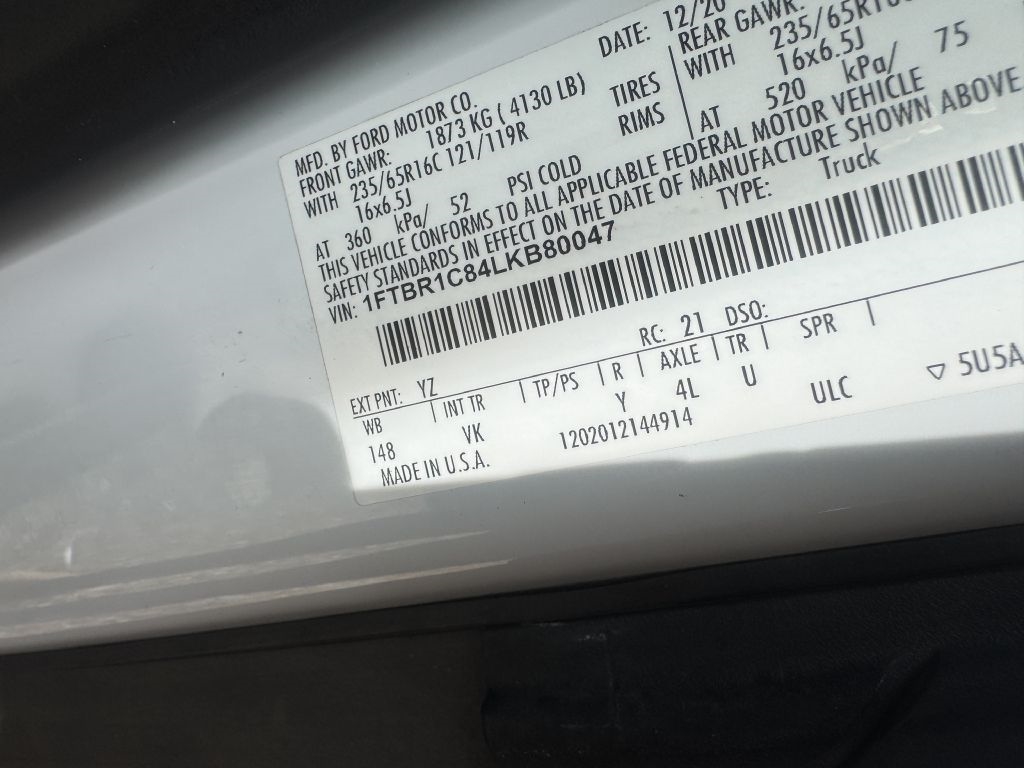 MFD. BY FORD MOTOR CO.
DATE: 12/20
FRONT GAWR: 1873 KG ( 4130 LB)
REAR GAWR:
WITH 235/65R16C 121/119R TIRES
WITH
16x6.5J RIMS
16x6.5J
AT 360 kPa/ 52 PSI COLD
AT 520 kPa/ 75
THIS VEHICLE CONFORMS TO ALL APPLICABLE FEDERAL MOTOR VEHICLE
SAFETY STANDARDS IN EFFECT ON THE DATE OF MANUFACTURE SHOWN ABOVE.
VIN: 1FTBR1C84LKB80047
TYPE: Truck
EXT PNT: YZ RC: 21 DSO:
WB | INT TR | TP/PS | R | AXLE | TR | SPR |
148 VK Y 4L U ULC
MADE IN U.S.A. 1202012144914
▽ 5U5A